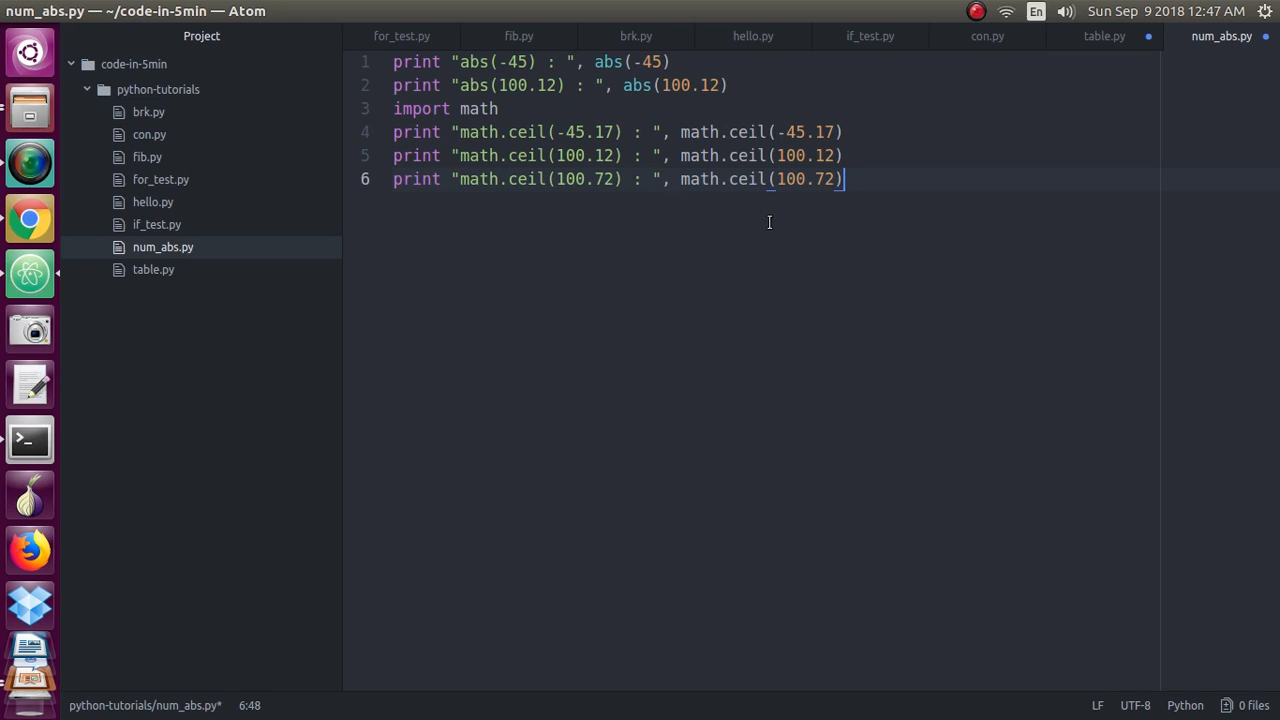 num_abs.py — ~/code-in-5min — Atom
En
Sun Sep 9 2018 12:47 AM
Project
for_test.py
fib.py
brk.py
hello.py
if_test.py
con.py
table.py
num_abs.py
code-in-5min
python-tutorials
brk.py
con.py
fib.py
for_test.py
hello.py
if_test.py
num_abs.py
table.py
1 print "abs(-45) : ", abs(-45)
2 print "abs(100.12) : ", abs(100.12)
3 import math
4 print "math.ceil(-45.17) : ", math.ceil(-45.17)
5 print "math.ceil(100.12) : ", math.ceil(100.12)
6 print "math.ceil(100.72) : ", math.ceil(100.72)
python-tutorials/num_abs.py* 6:48
LF UTF-8 Python 0 files